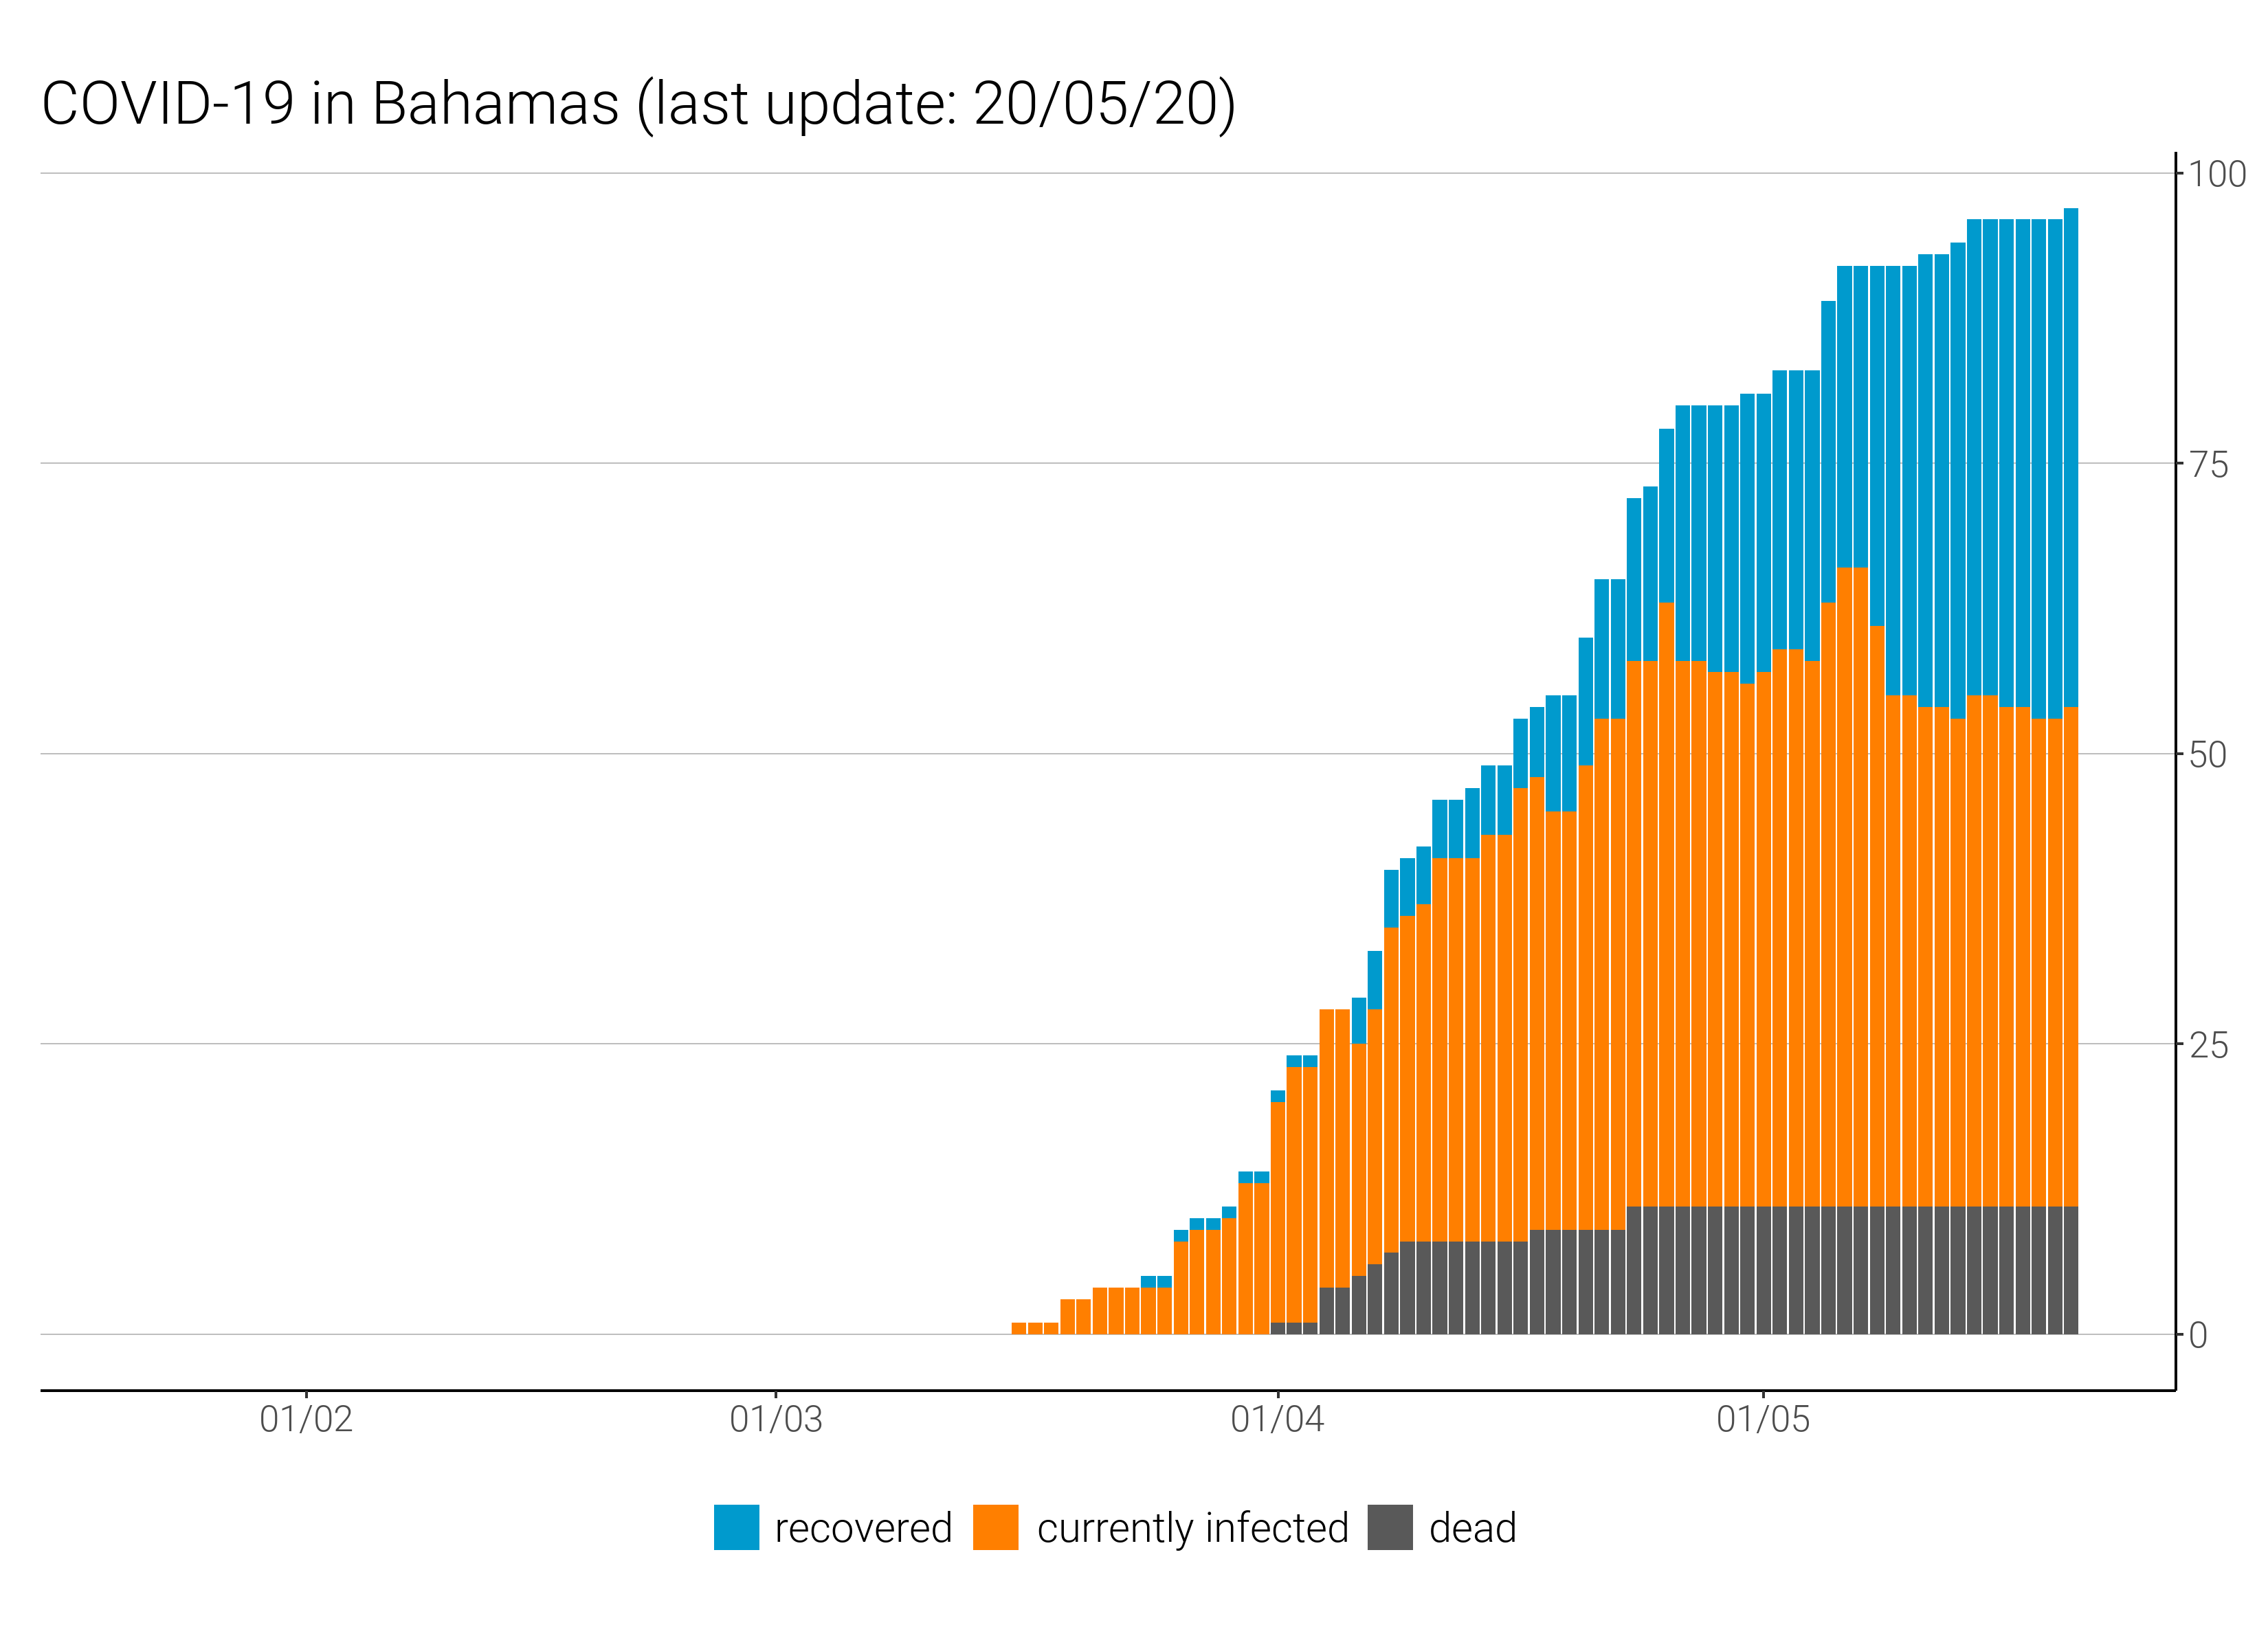 COVID-19 in Bahamas (last update: 20/05/20)
100
75
50
25
0
01/02 01/03 01/04 01/05
recovered currently infected dead